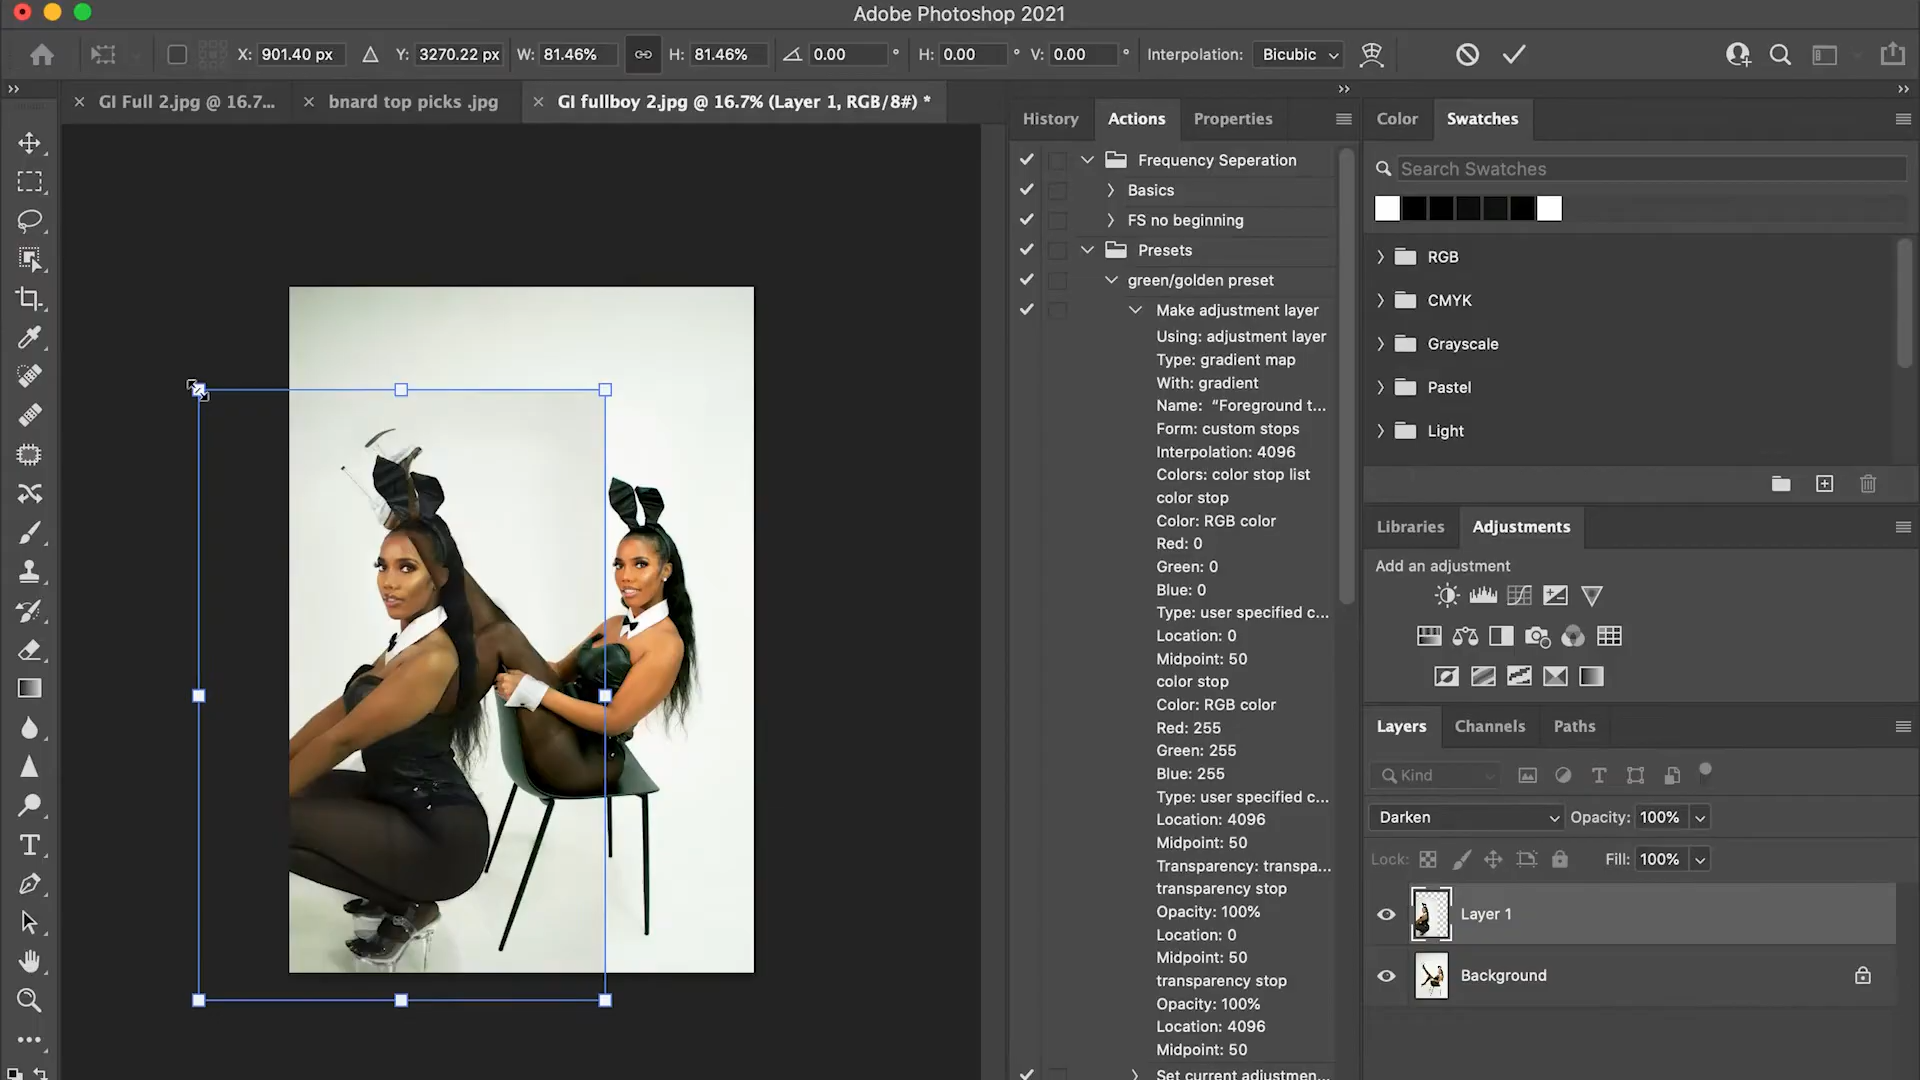 Adobe Photoshop 2021
X: 901.40 px Y: 3270.22 px W: 81.46% H: 81.46% 0.00 ° H: 0.00 ° V: 0.00 ° Interpolation: Bicubic
GI Full 2.jpg @ 16.7... bnard top picks .jpg GI fullboy 2.jpg @ 16.7% (Layer 1, RGB/8#) *
History Actions Properties
Frequency Seperation
Basics
FS no beginning
Presets
green/golden preset
Make adjustment layer
Using: adjustment layer
Type: gradient map
With: gradient
Name: “Foreground t...
Form: custom stops
Interpolation: 4096
Colors: color stop list
color stop
Color: RGB color
Red: 0
Green: 0
Blue: 0
Type: user specified c...
Location: 0
Midpoint: 50
color stop
Color: RGB color
Red: 255
Green: 255
Blue: 255
Type: user specified c...
Location: 4096
Midpoint: 50
Transparency: transpa...
transparency stop
Opacity: 100%
Location: 0
Midpoint: 50
transparency stop
Opacity: 100%
Location: 4096
Midpoint: 50
Set current adjustmen...
Color Swatches
Search Swatches
RGB
CMYK
Grayscale
Pastel
Light
Libraries Adjustments
Add an adjustment
Layers Channels Paths
Kind
Darken Opacity: 100%
Lock: Fill: 100%
Layer 1
Background